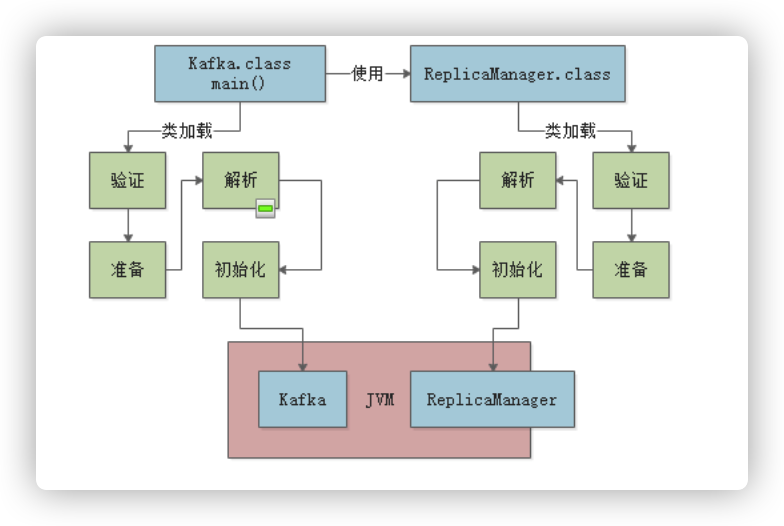 Kafka.class
main()
使用
ReplicaManager.class
类加载
类加载
验证
解析
解析
验证
准备
初始化
初始化
准备
Kafka
JVM
ReplicaManager